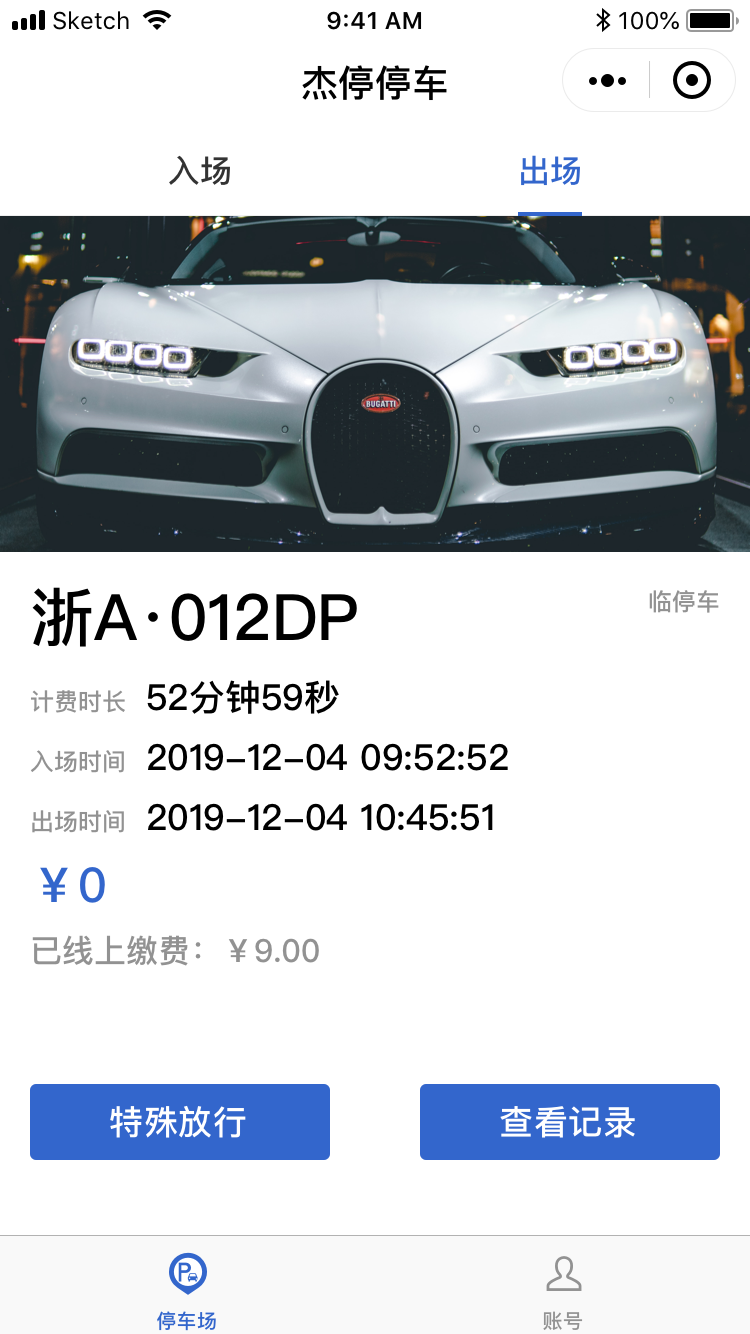 Sketch 9:41 AM 100%
杰停停车
入场 出场
BUGATTI
浙A·012DP 临停车
计费时长 52分钟59秒
入场时间 2019-12-04 09:52:52
出场时间 2019-12-04 10:45:51
¥ 0
已线上缴费： ¥ 9.00
特殊放行 查看记录
P
停车场 账号